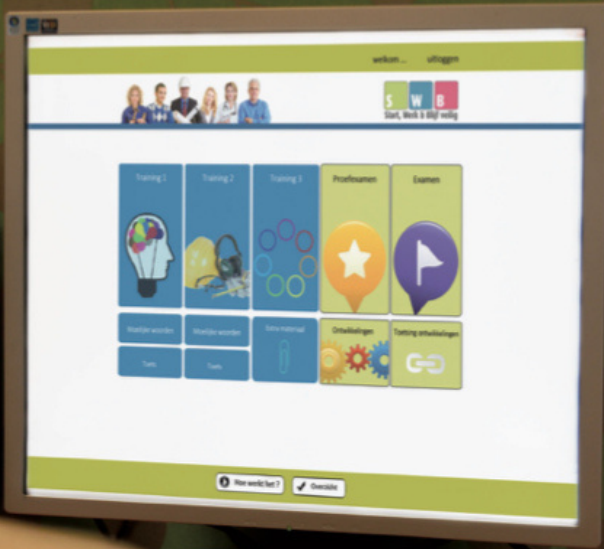 welkom ... uitloggen
S W B
Start, Werk & Blijf veilig
Training 1 Training 2 Training 3 Proefexamen Examen
Moeilijke woorden Moeilijke woorden Extra materiaal Ontwikkelingen Toetsing ontwikkelingen
Toets Toets
Hoe werkt het ? Overzicht